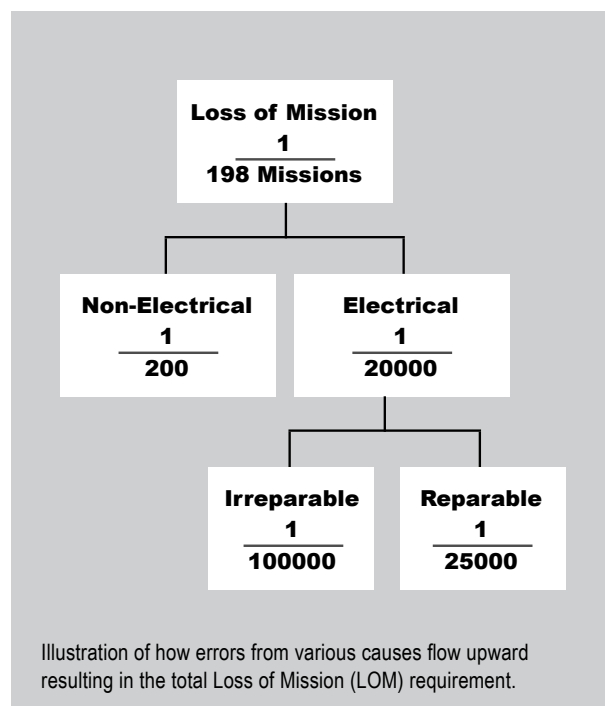 Loss of Mission
1
198 Missions
Non-Electrical
1
200
Electrical
1
20000
Irreparable
1
100000
Reparable
1
25000
Illustration of how errors from various causes flow upward
resulting in the total Loss of Mission (LOM) requirement.